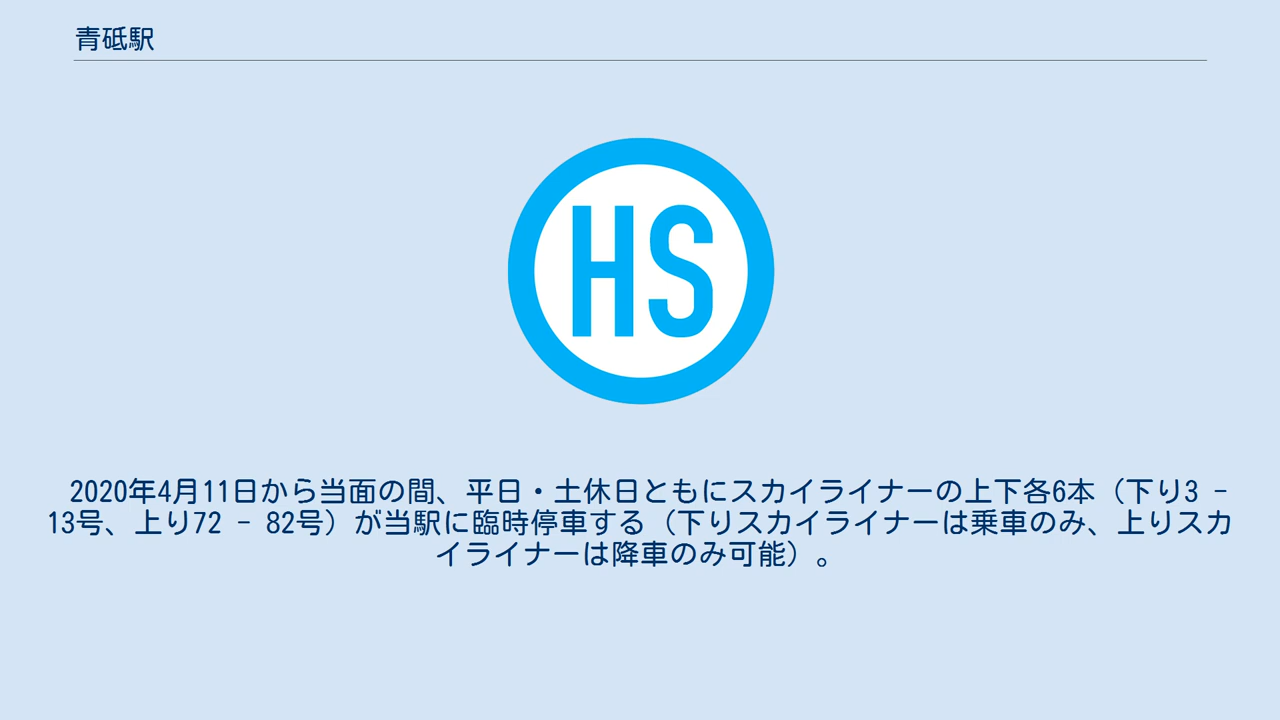 青砥駅
HS
2020年4月11日から当面の間、平日・土休日ともにスカイライナーの上下各6本（下り3 -
13号、上り72 - 82号）が当駅に臨時停車する（下りスカイライナーは乗車のみ、上りスカ
イライナーは降車のみ可能）。